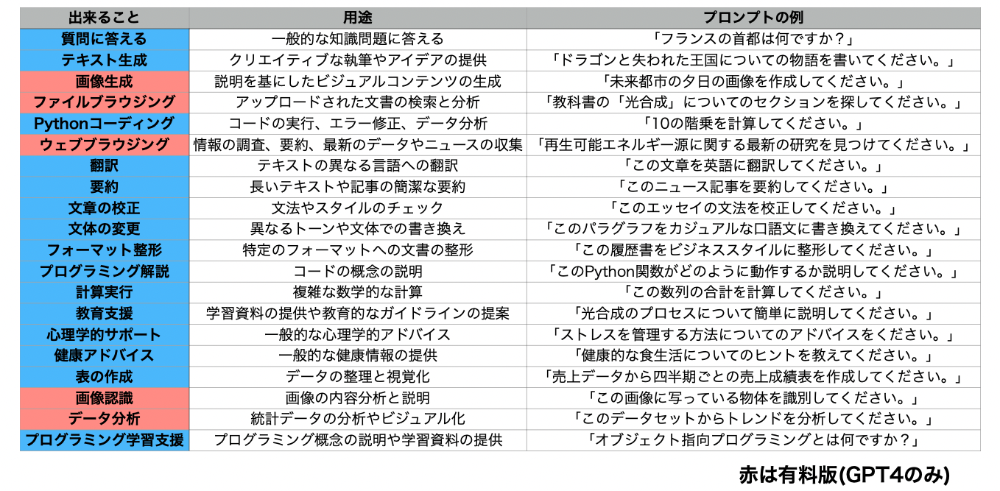 出来ること 用途 プロンプトの例
質問に答える 一般的な知識問題に答える 「フランスの首都は何ですか？」
テキスト生成 クリエイティブな執筆やアイデアの提供 「ドラゴンと失われた王国についての物語を書いてください。」
画像生成 説明を基にしたビジュアルコンテンツの生成 「未来都市の夕日の画像を作成してください。」
ファイルブラウジング アップロードされた文書の検索と分析 「教科書の「光合成」についてのセクションを探してください。」
Pythonコーディング コードの実行、エラー修正、データ分析 「10の階乗を計算してください。」
ウェブブラウジング 情報の調査、要約、最新のデータやニュースの収集 「再生可能エネルギー源に関する最新の研究を見つけてください。」
翻訳 テキストの異なる言語への翻訳 「この文章を英語に翻訳してください。」
要約 長いテキストや記事の簡潔な要約 「このニュース記事を要約してください。」
文章の校正 文法やスタイルのチェック 「このエッセイの文法を校正してください。」
文体の変更 異なるトーンや文体での書き換え 「このパラグラフをカジュアルな口語文に書き換えてください。」
フォーマット整形 特定のフォーマットへの文書の整形 「この履歴書をビジネススタイルに整形してください。」
プログラミング解説 コードの概念の説明 「このPython関数がどのように動作するか説明してください。」
計算実行 複雑な数学的な計算 「この数列の合計を計算してください。」
教育支援 学習資料の提供や教育的なガイドラインの提案 「光合成のプロセスについて簡単に説明してください。」
心理学的サポート 一般的な心理学的アドバイス 「ストレスを管理する方法についてのアドバイスをください。」
健康アドバイス 一般的な健康情報の提供 「健康的な食生活についてのヒントを教えてください。」
表の作成 データの整理と視覚化 「売上データから四半期ごとの売上成績表を作成してください。」
画像認識 画像の内容分析と説明 「この画像に写っている物体を識別してください。」
データ分析 統計データの分析やビジュアル化 「このデータセットからトレンドを分析してください。」
プログラミング学習支援 プログラミング概念の説明や学習資料の提供 「オブジェクト指向プログラミングとは何ですか？」
赤は有料版(GPT4のみ)